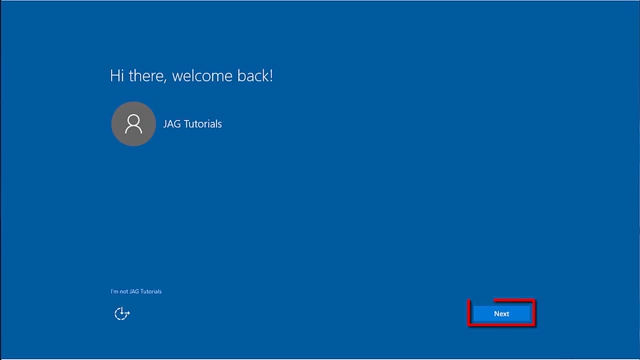 Hi there, welcome back!
JAG Tutorials
I'm not JAG Tutorials
Next